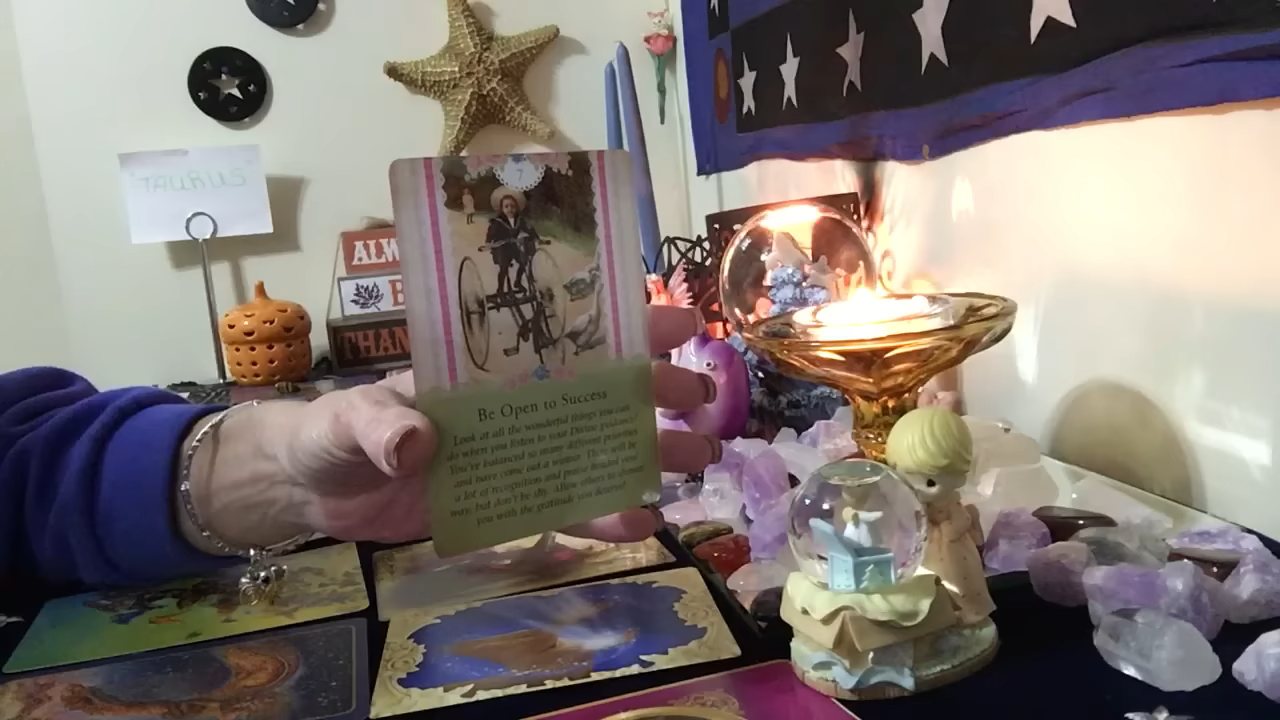 TAURUS
7
ALW
B
THAN
Be Open to Success
Look at all the wonderful things you can
do when you listen to your Divine guidance!
You've balanced so many different priorities
and have come out a winner. There will be
a lot of recognition and praise headed your
way, but don't be shy. Allow others to shower
you with the gratitude you deserve!